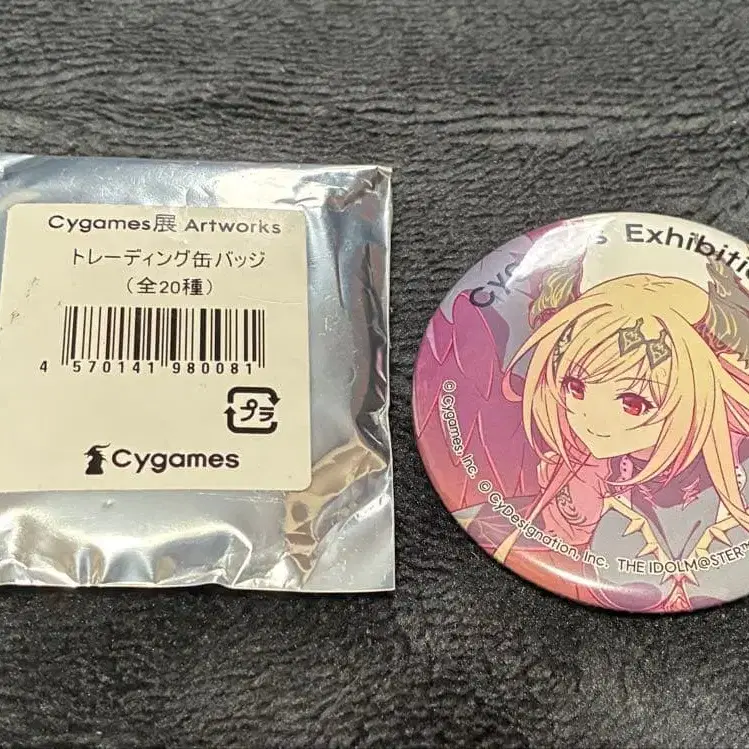 Cygames展 Artworks
トレーディング缶バッジ
（全20種）
4 570141 980081
プラ
Cygames
Exhibiti
© Cygames, Inc. © CyDesignation, Inc. THE IDOLM@STER